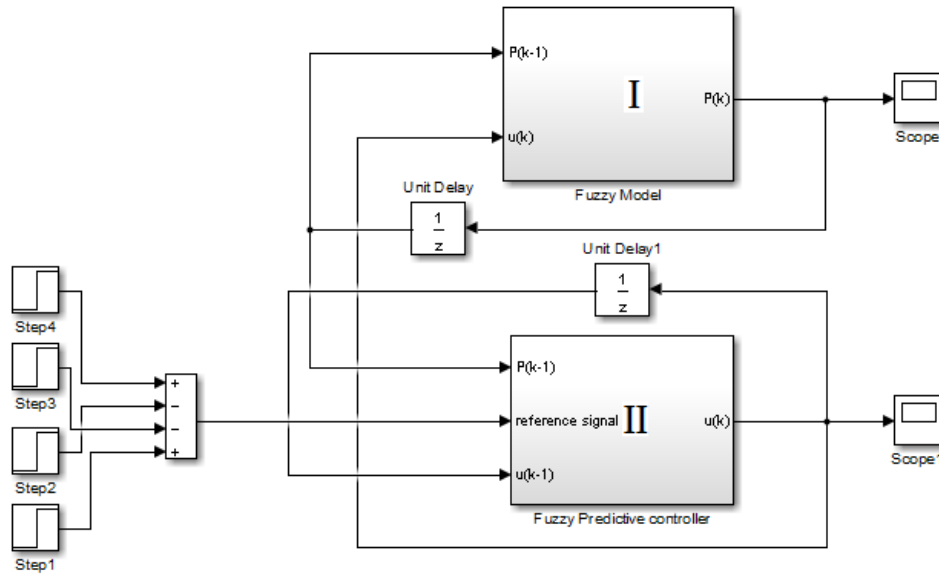 P(k-1)
I
P(k)
u(k)
Scope
Fuzzy Model
Unit Delay
1
z
Unit Delay1
1
z
Step4
Step3
Step2
Step1
+
−
−
+
P(k-1)
reference signal
II
u(k)
u(k-1)
Scope1
Fuzzy Predictive controller